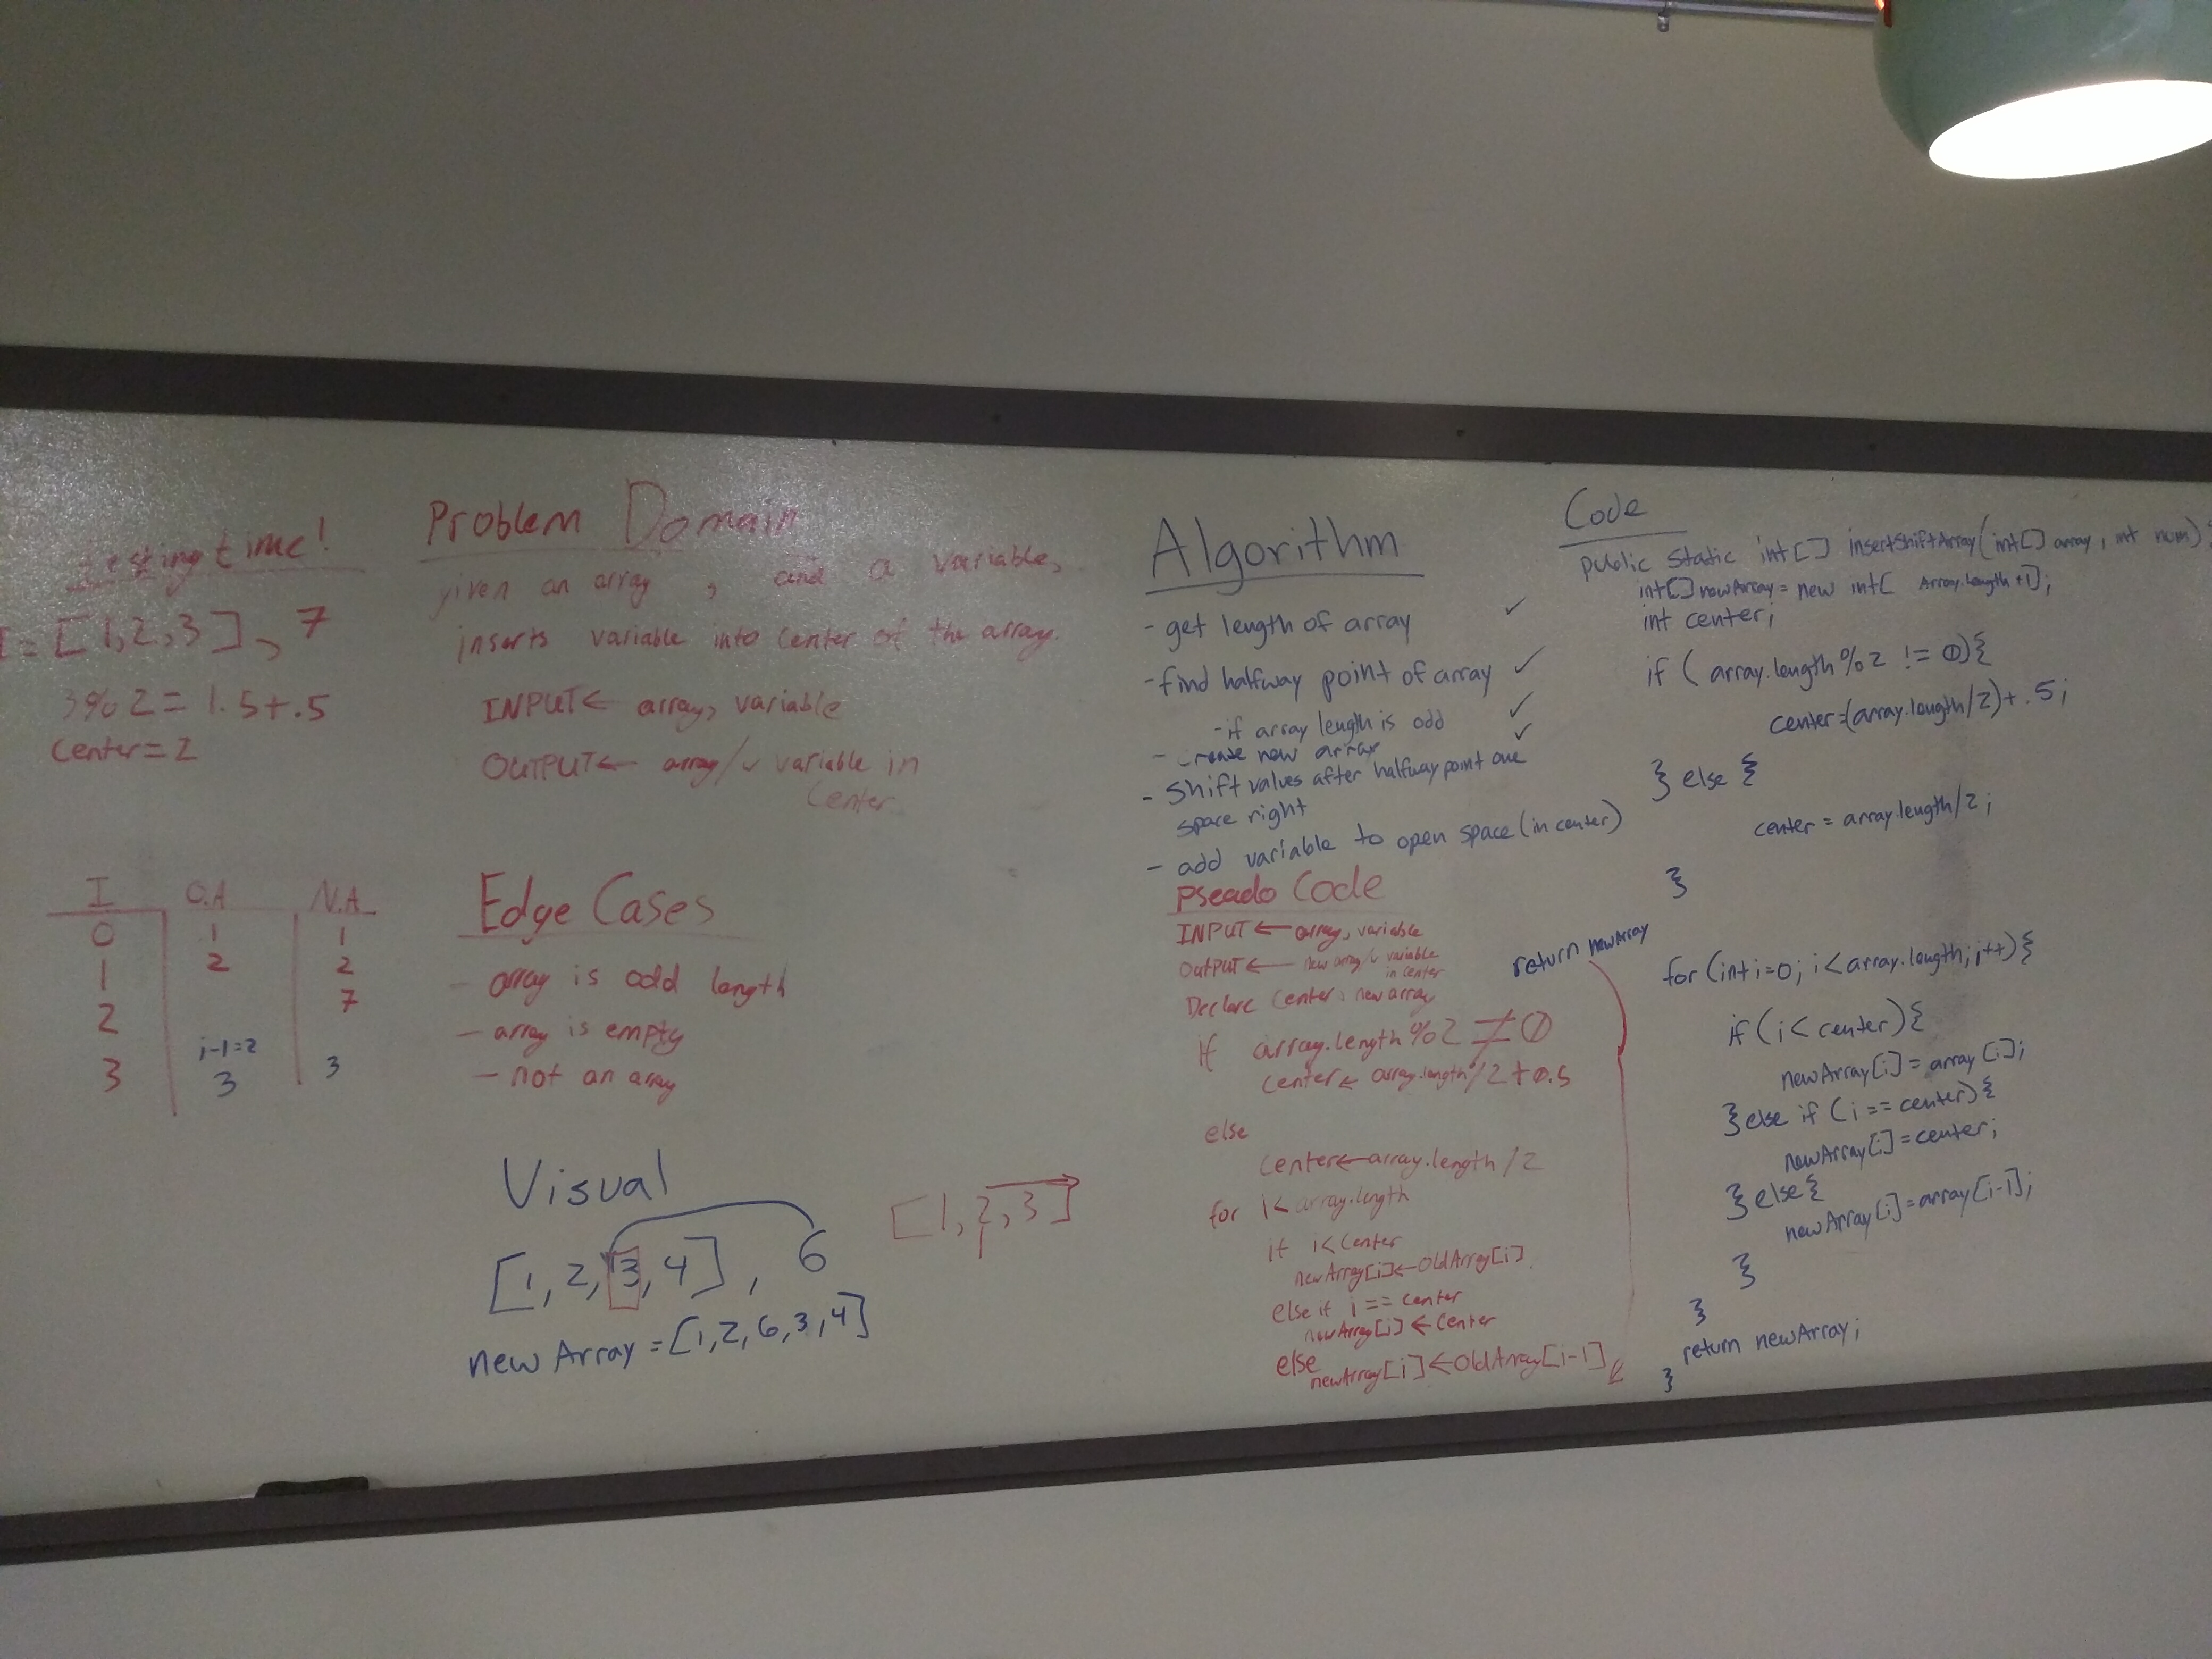 Testing time!
I = [1,2,3], 7
3%2 = 1.5+.5
center=2
I O.A N.A
0 1 1
1 2 2
2 7
i-1=2
3 3 3
Problem Domain
given an array, and a variable,
inserts variable into center of the array.
INPUT← array, variable
OUTPUT← array/w variable in
center
Edge Cases
- array is odd length
- array is empty
- not an array
Visual
[1, 2, 3, 4], 6
newArray = [1,2,6,3,4]
[1,2,3]
Algorithm
- get length of array ✓
- find halfway point of array ✓
- if array length is odd ✓
- create new array ✓
- Shift values after halfway point one
space right
- add variable to open space (in center)
Pseado Code
INPUT ← array, variable
OUTPUT ← new array/w variable
in center
Declare center, new array
if array.length %2 ≠ 0
center ← array.length/2+0.5
else
center←array.length/2
for i< array.length
if i<center
newArray[i]←oldArray[i]
else if i == center
newArray[i] ← center
else
newArray[i]←oldArray[i-1]
return newArray
Code
public static int[] insertShiftArray(int[] array, int num){
int[] newArray = new int[ Array.length+1];
int center;
if ( array.length%2 != 0){
center=(array.length/2)+.5;
} else {
center = array.length/2;
}
for (int i=0; i<array.length; i++){
if (i< center){
newArray[i]=array[i];
}else if (i == center){
newArray[i]=center;
}else{
newArray[i]=array[i-1];
}
}
return newArray;
}